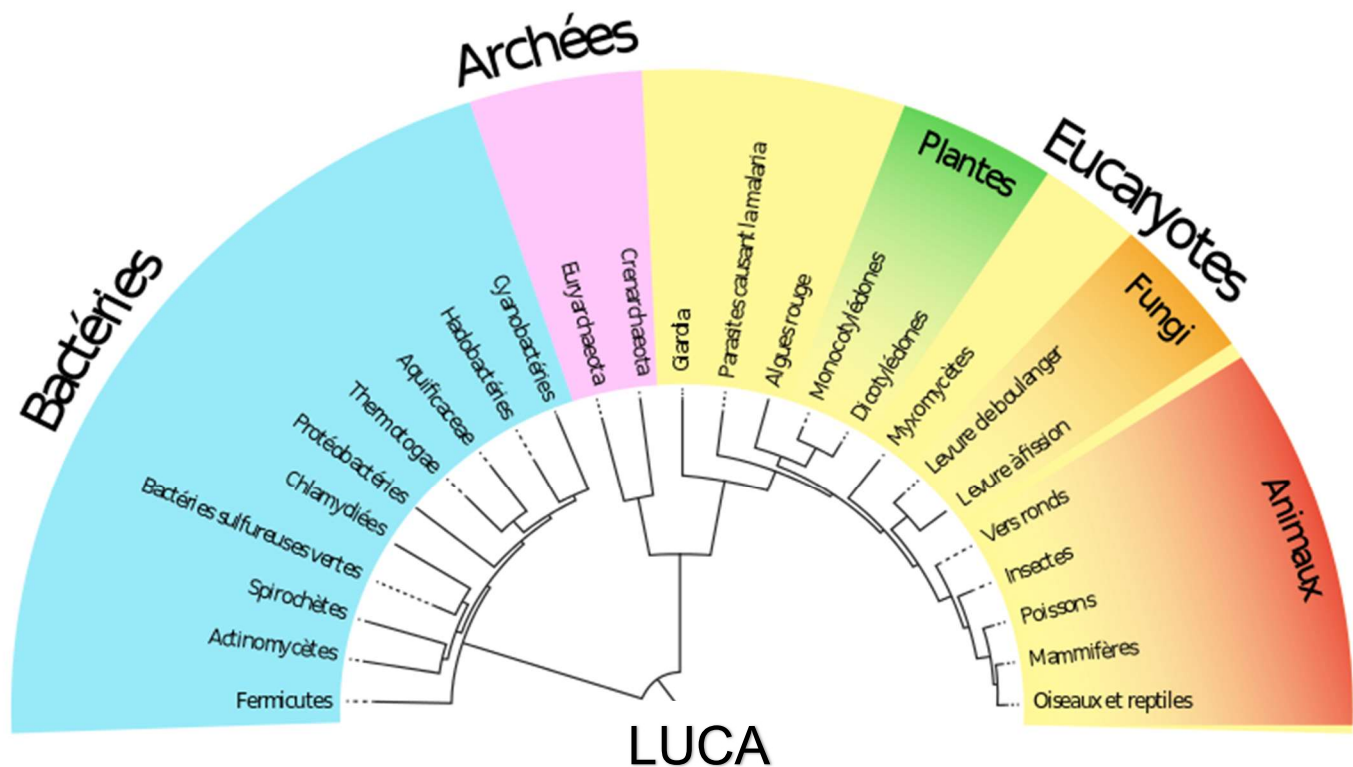 Archées
Bactéries
Eucaryotes
Plantes
Fungi
Animaux
Fermicutes
Actinomycètes
Spirochètes
Bactéries sulfureuses vertes
Chlamydiées
Protéobactéries
Thermotogae
Aquificaceae
Hadobactéries
Cyanobactéries
Euryarchaeota
Crenarchaeota
Giardia
Parasites causant la malaria
Algues rouge
Monocotylédones
Dicotylédones
Myxomycètes
Levure de boulanger
Levure à fission
Vers ronds
Insectes
Poissons
Mammifères
Oiseaux et reptiles
LUCA